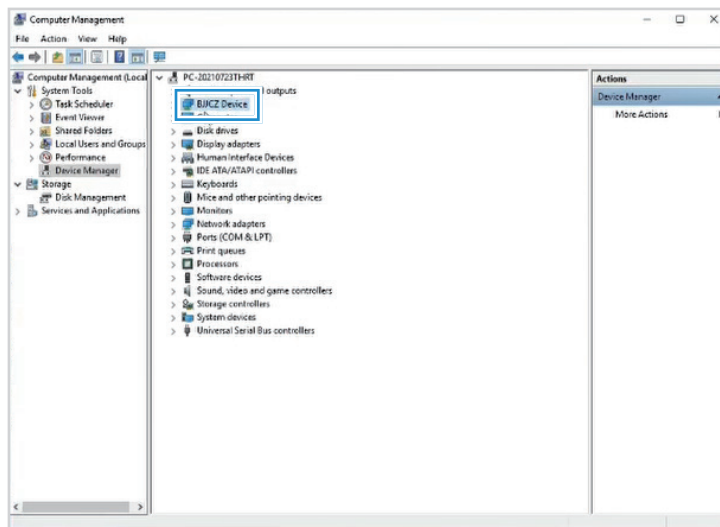 Computer Management
File Action View Help
Computer Management (Local
System Tools
Task Scheduler
Event Viewer
Shared Folders
Local Users and Groups
Performance
Device Manager
Storage
Disk Management
Services and Applications
PC-20210723THRT
outputs
BJJCZ Device
Disk drives
Display adapters
Human Interface Devices
IDE ATA/ATAPI controllers
Keyboards
Mice and other pointing devices
Monitors
Network adapters
Ports (COM & LPT)
Print queues
Processors
Software devices
Sound, video and game controllers
Storage controllers
System devices
Universal Serial Bus controllers
Actions
Device Manager
More Actions